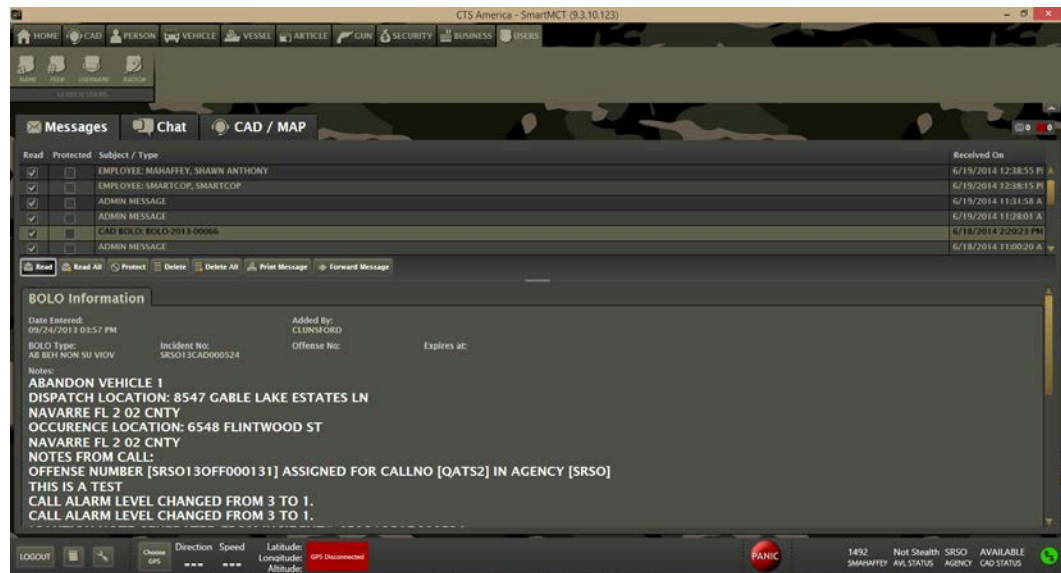 CTS America - SmartMCT (9.3.10.123)
HOME CAD PERSON VEHICLE VESSEL ARTICLE GUN SECURITY BUSINESS USERS
NAME PER# USERNAME RADIO#
SEARCH USERS
Messages Chat CAD / MAP 0 0
Read Protected Subject / Type Received On
EMPLOYEE: MAHAFFEY, SHAWN ANTHONY 6/19/2014 12:38:55 P
EMPLOYEE: SMARTCOP, SMARTCOP 6/19/2014 12:38:15 P
ADMIN MESSAGE 6/19/2014 11:31:58 A
ADMIN MESSAGE 6/19/2014 11:28:01 A
CAD BOLO: BOLO-2013-00066 6/18/2014 2:20:23 PM
ADMIN MESSAGE 6/18/2014 11:00:20 A
Read Read All Protect Delete Delete All Print Message Forward Message
BOLO Information
Date Entered: Added By:
09/24/2013 03:57 PM CLUNSFORD
BOLO Type: Incident No: Offense No: Expires at:
AB BEH NON SU VIOV SRSO13CAD000524
Notes:
ABANDON VEHICLE 1
DISPATCH LOCATION: 8547 GABLE LAKE ESTATES LN
NAVARRE FL 2 02 CNTY
OCCURENCE LOCATION: 6548 FLINTWOOD ST
NAVARRE FL 2 02 CNTY
NOTES FROM CALL:
OFFENSE NUMBER [SRSO13OFF000131] ASSIGNED FOR CALLNO [QATS2] IN AGENCY [SRSO]
THIS IS A TEST
CALL ALARM LEVEL CHANGED FROM 3 TO 1.
CALL ALARM LEVEL CHANGED FROM 3 TO 1.
LOGOUT Choose GPS Direction Speed Latitude: GPS Disconnected PANIC 1492 Not Stealth SRSO AVAILABLE
--- --- Longitude: SMAHAFFEY AVL STATUS AGENCY CAD STATUS
Altitude: